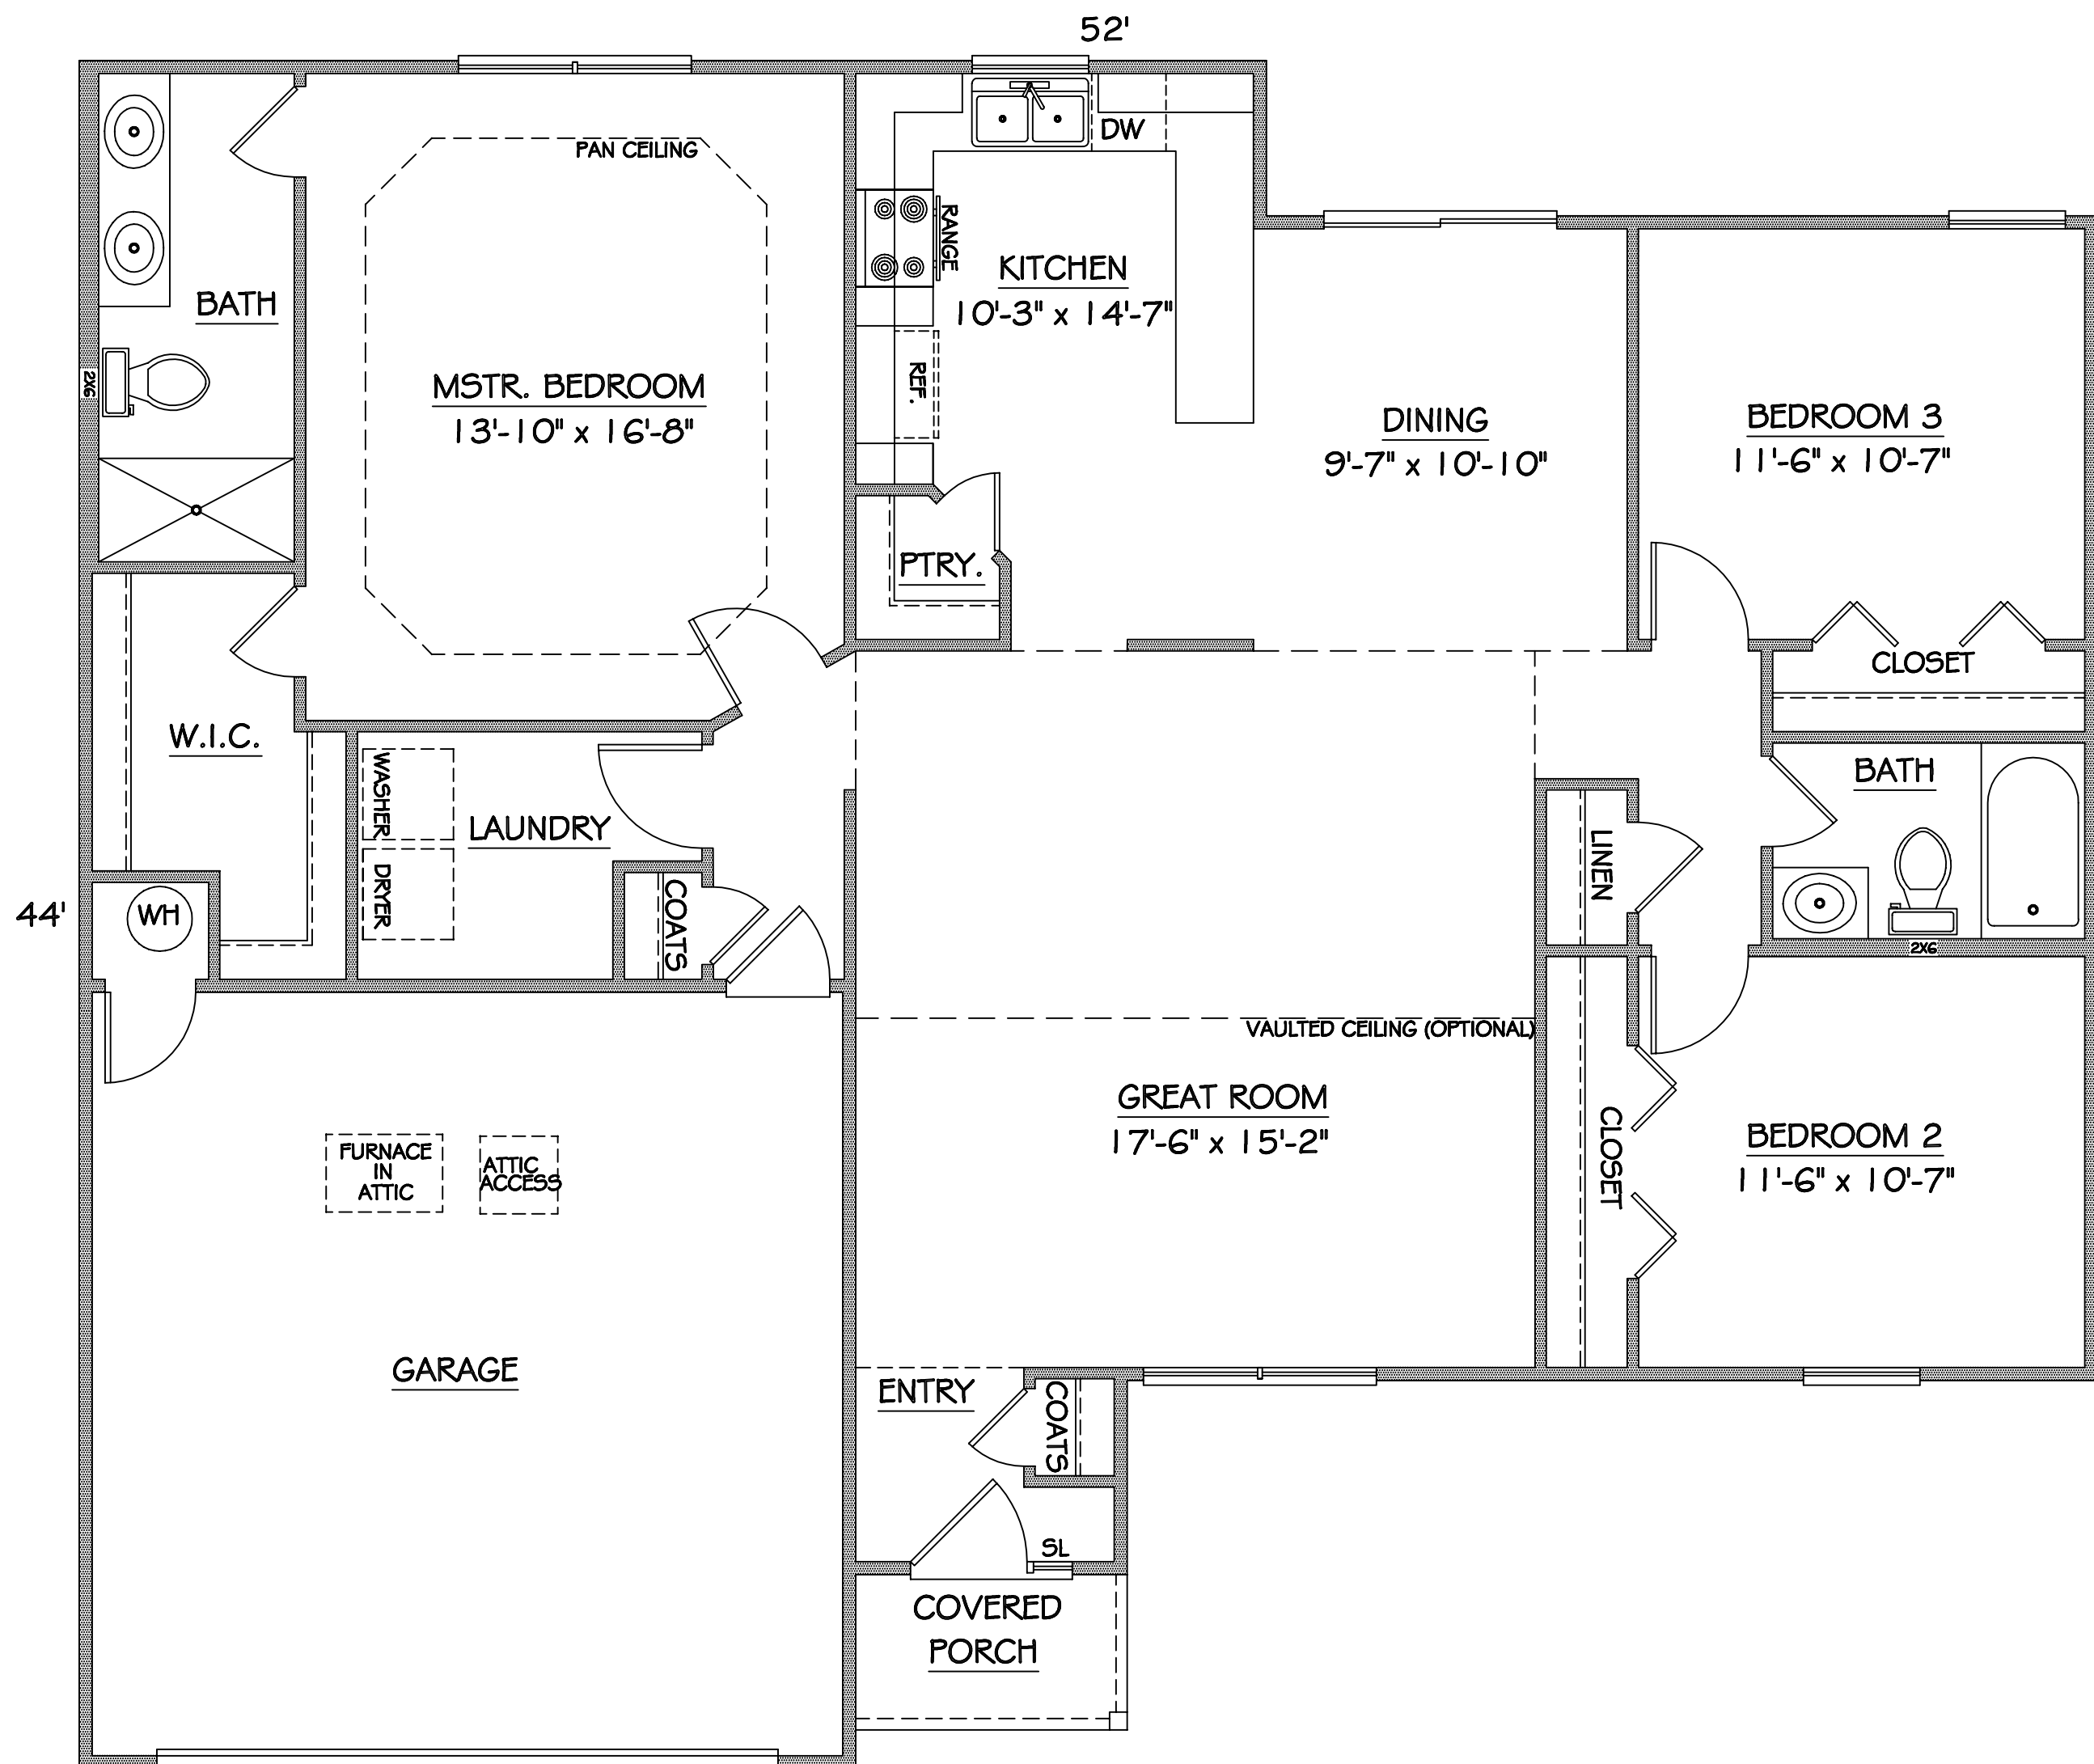 52'
PAN CEILING
DW
RANGE
KITCHEN
10'-3" x 14'-7"
BATH
2X6
MSTR. BEDROOM
13'-10" x 16'-8"
REF.
DINING
9'-7" x 10'-10"
BEDROOM 3
11'-6" x 10'-7"
PTRY.
CLOSET
W.I.C.
WASHER
LAUNDRY
DRYER
BATH
LINEN
44'
WH
COATS
2X6
VAULTED CEILING (OPTIONAL)
GREAT ROOM
17'-6" x 15'-2"
CLOSET
BEDROOM 2
11'-6" x 10'-7"
FURNACE
IN
ATTIC
ATTIC
ACCESS
GARAGE
ENTRY
COATS
SL
COVERED
PORCH